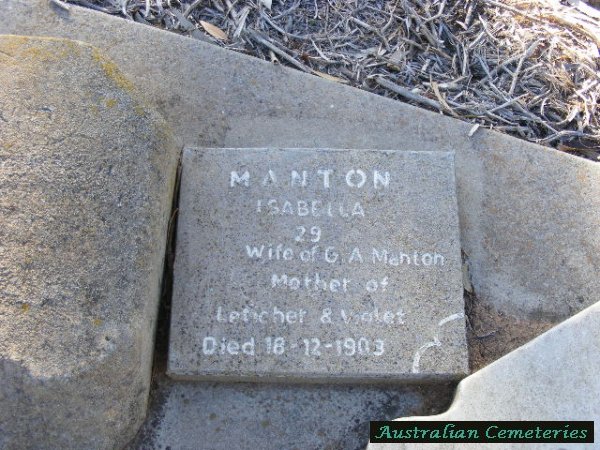 MANTON
ISABELLA
29
Wife of G. A Manton
Mother of
Leticher & Violet
Died 18-12-1903
Australian Cemeteries